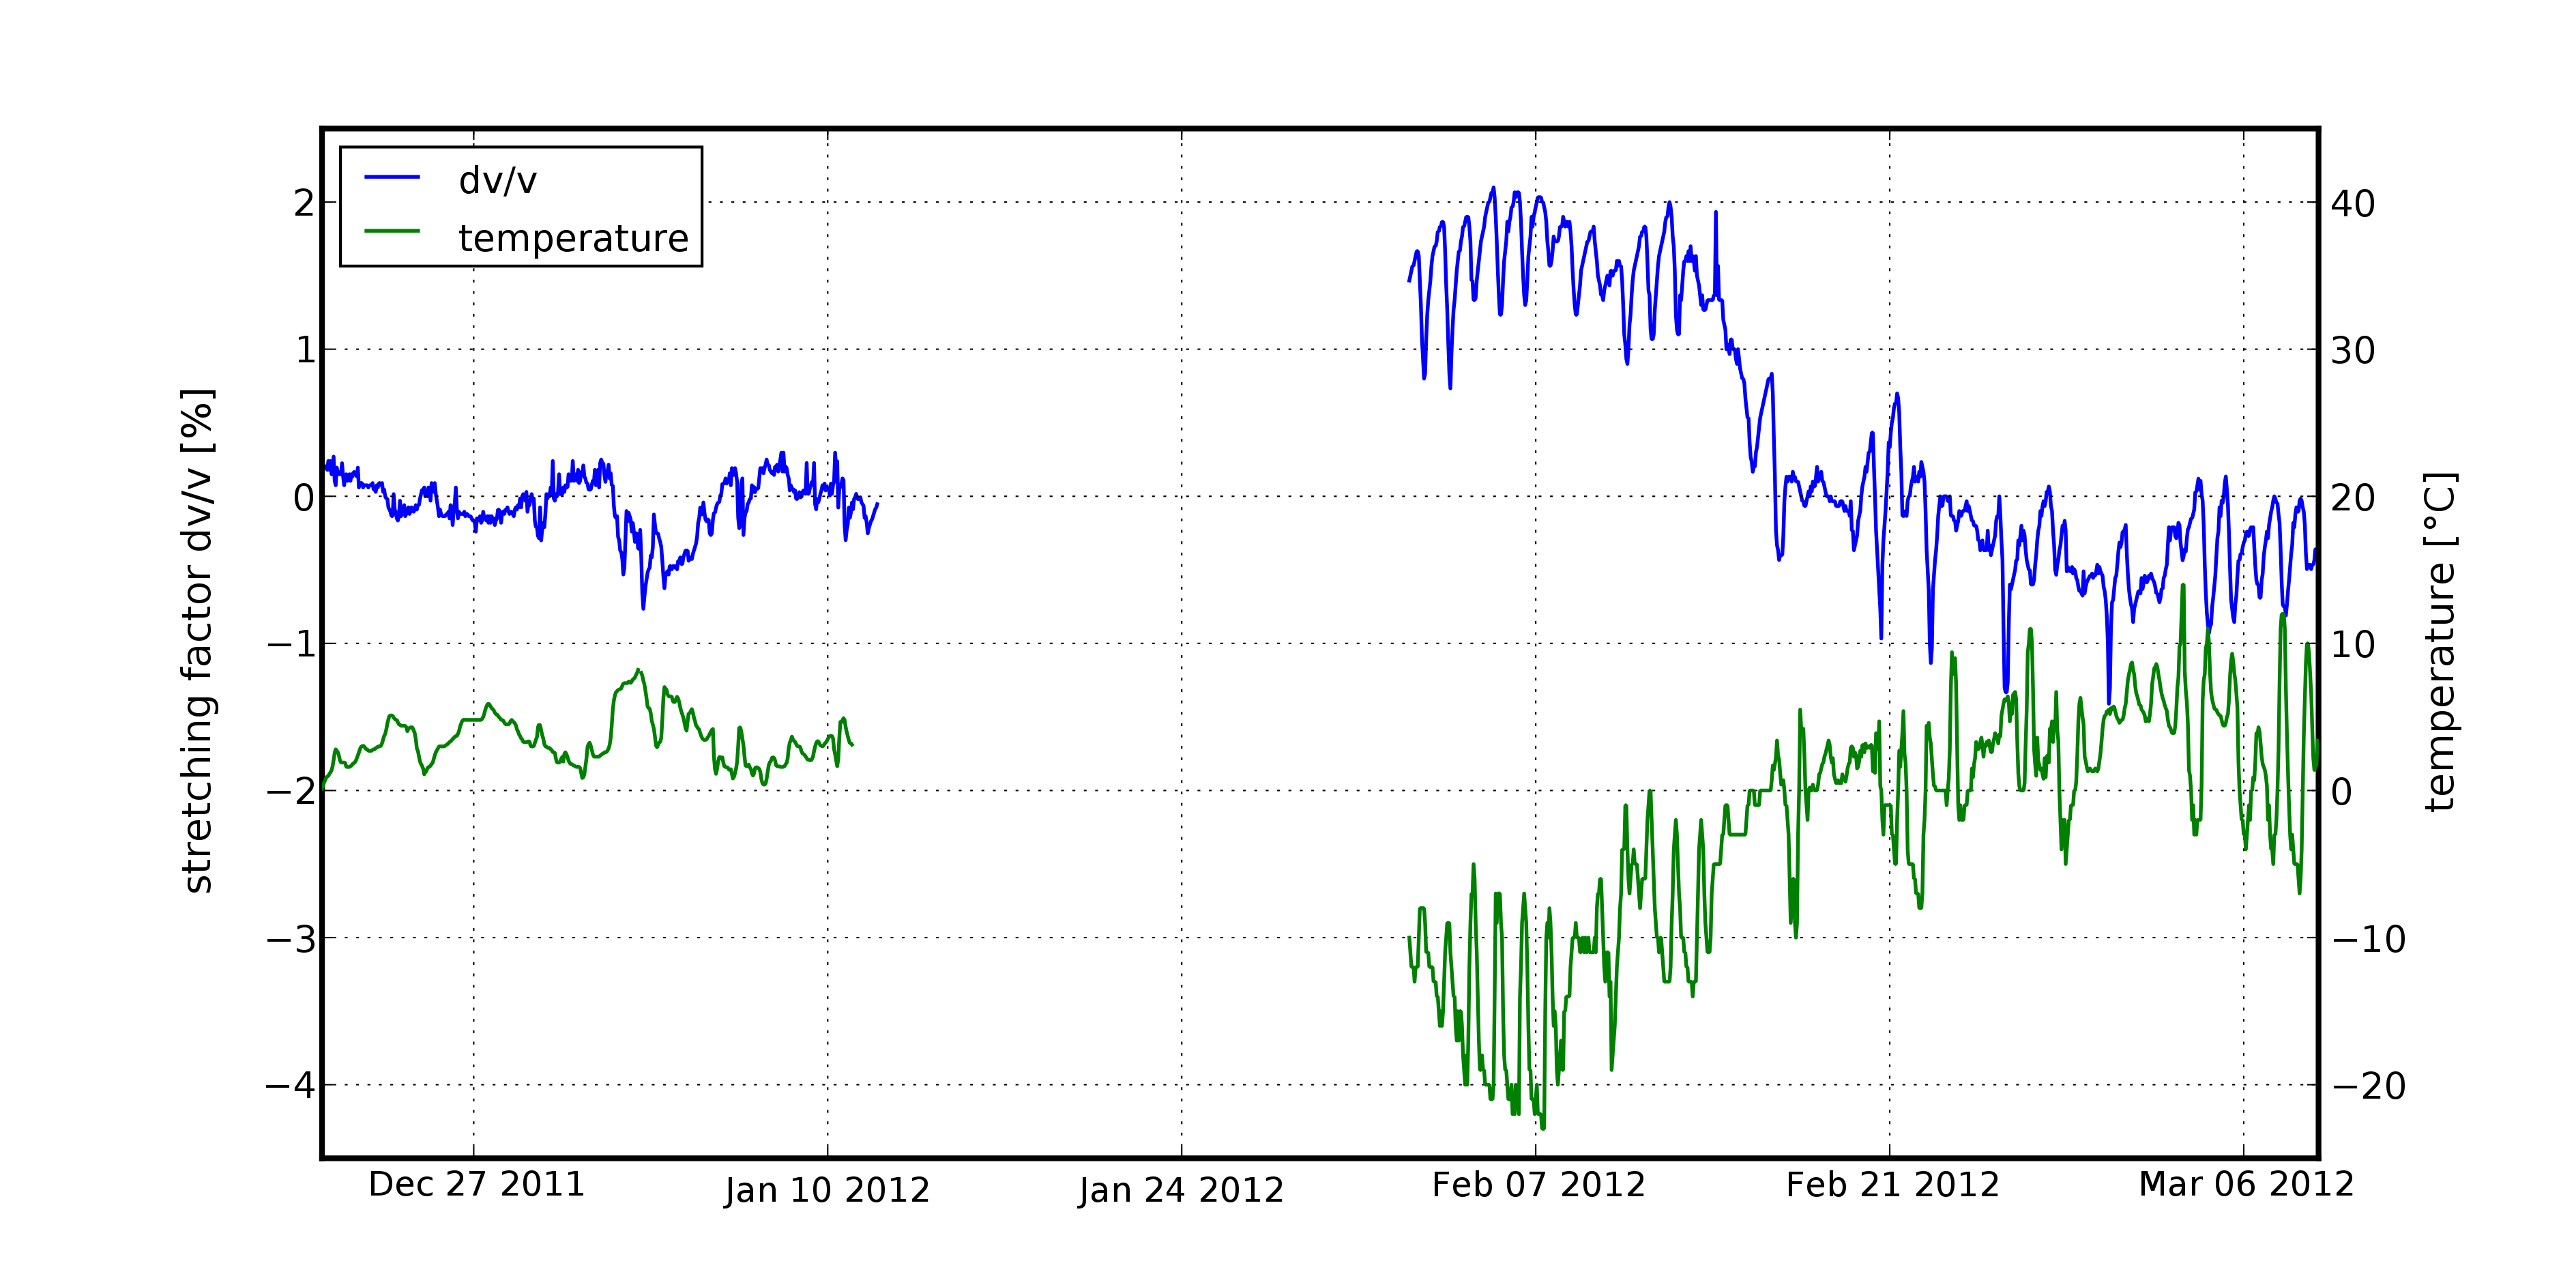 dv/v
temperature
2
1
0
−1
−2
−3
−4
stretching factor dv/v [%]
40
30
20
10
0
−10
−20
temperature [°C]
Dec 27 2011
Jan 10 2012
Jan 24 2012
Feb 07 2012
Feb 21 2012
Mar 06 2012